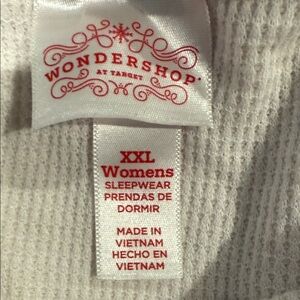 WONDERSHOP
AT TARGET
XXL
Womens
SLEEPWEAR
PRENDAS DE
DORMIR
MADE IN
VIETNAM
HECHO EN
VIETNAM